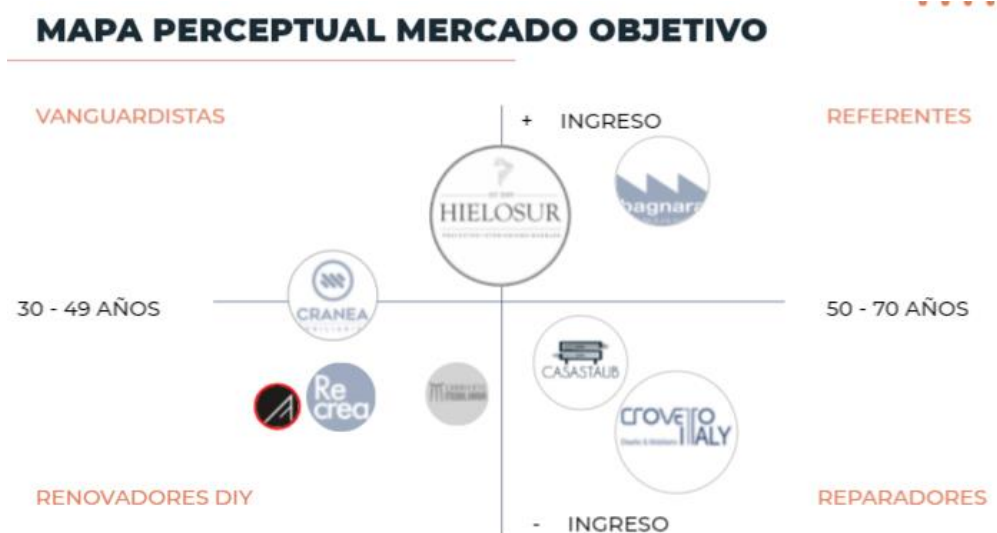 MAPA PERCEPTUAL MERCADO OBJETIVO
VANGUARDISTAS
+ INGRESO
REFERENTES
HIELOSUR
bagnara
CRANEA
30 - 49 AÑOS
50 - 70 AÑOS
CASASTAUB
Re
crea
CROVETTO
ITALY
RENOVADORES DIY
REPARADORES
- INGRESO